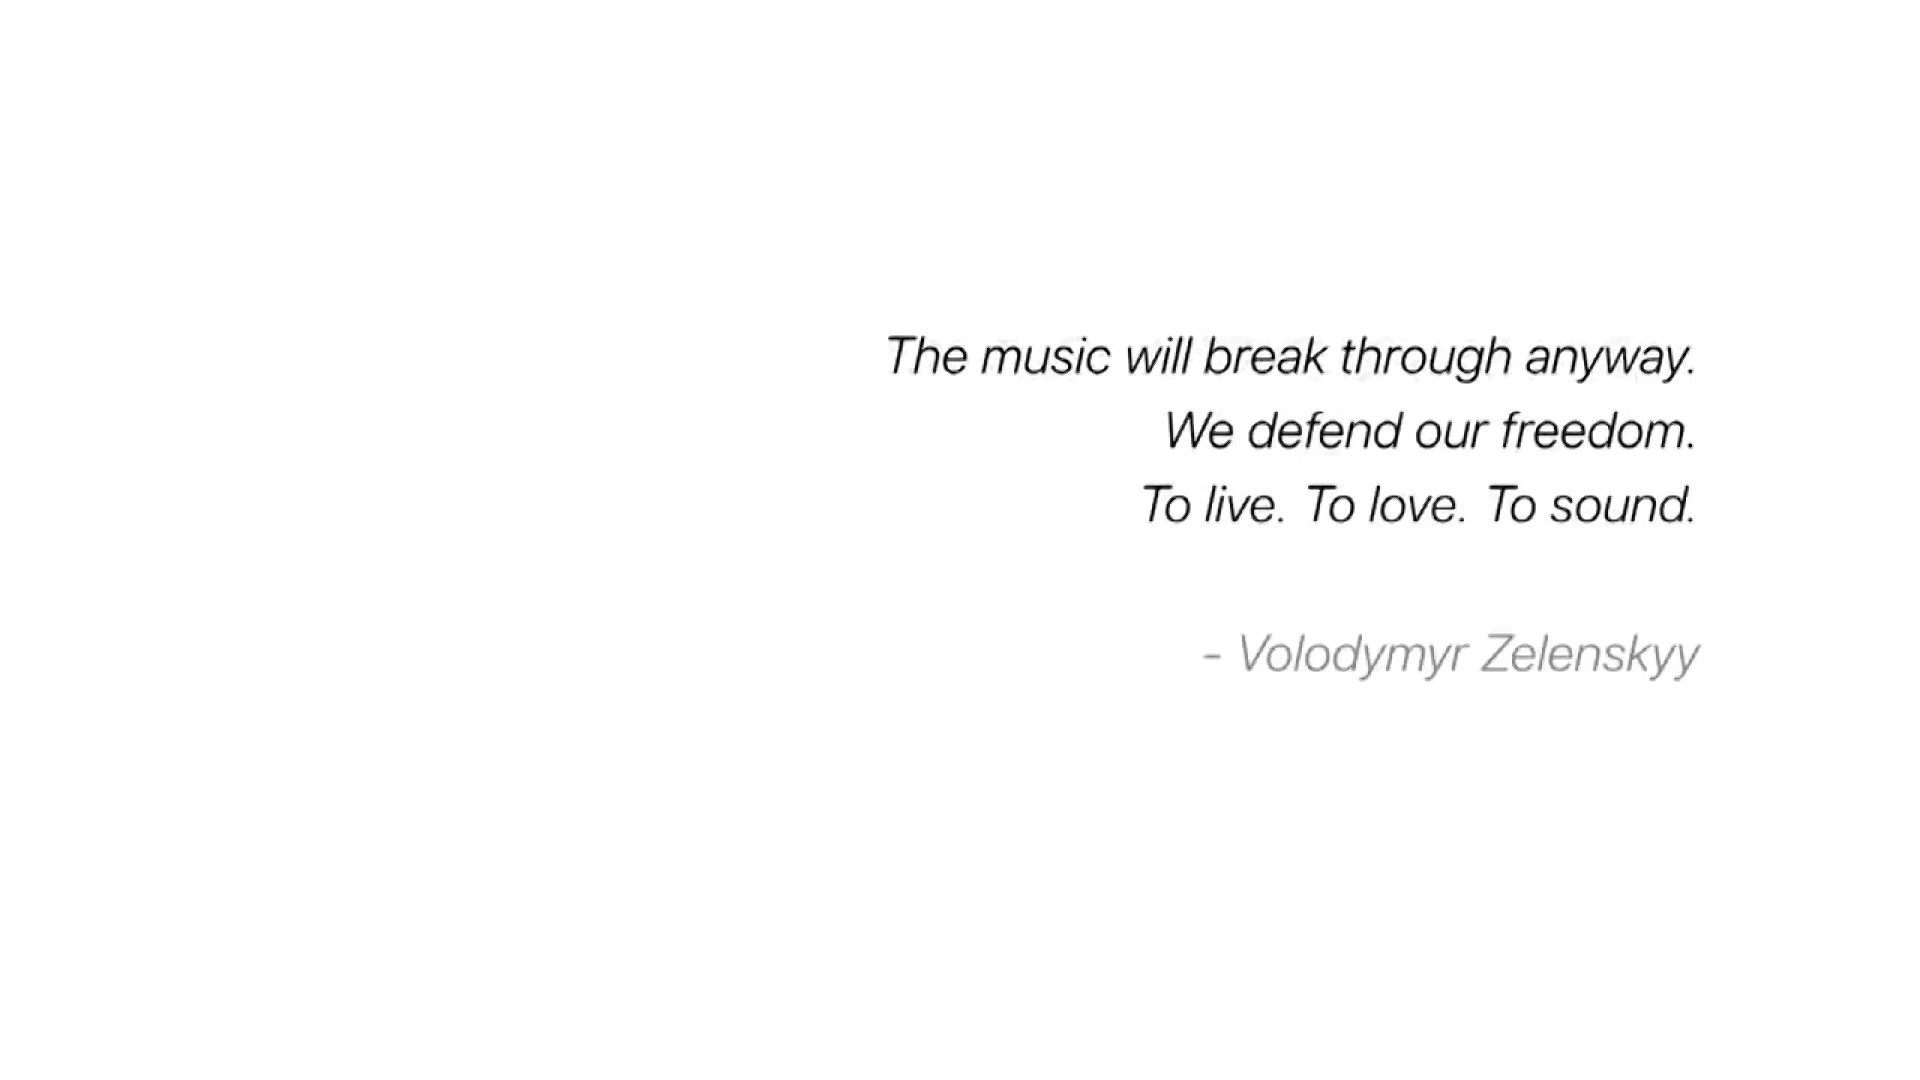 The music will break through anyway.
We defend our freedom.
To live. To love. To sound.
- Volodymyr Zelenskyy